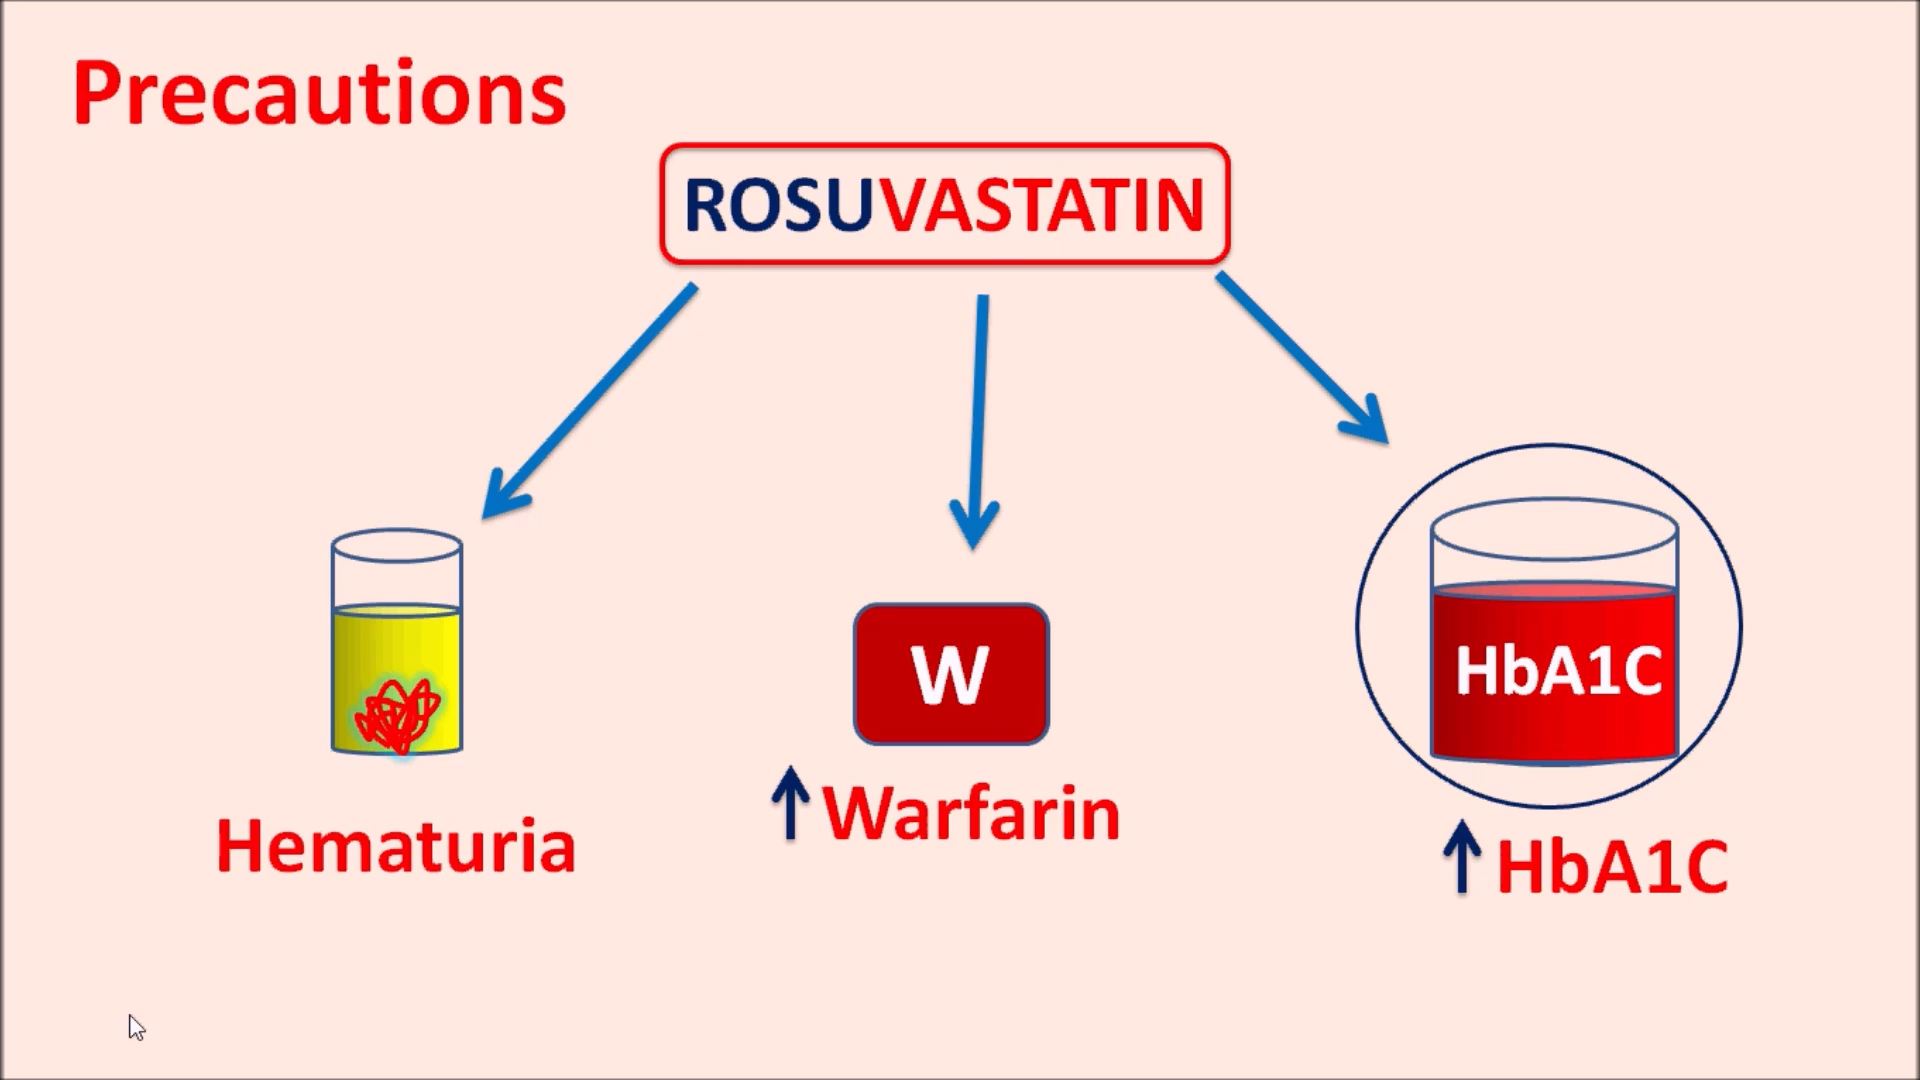 Precautions
ROSUVASTATIN
W
HbA1C
Hematuria
↑Warfarin
↑HbA1C